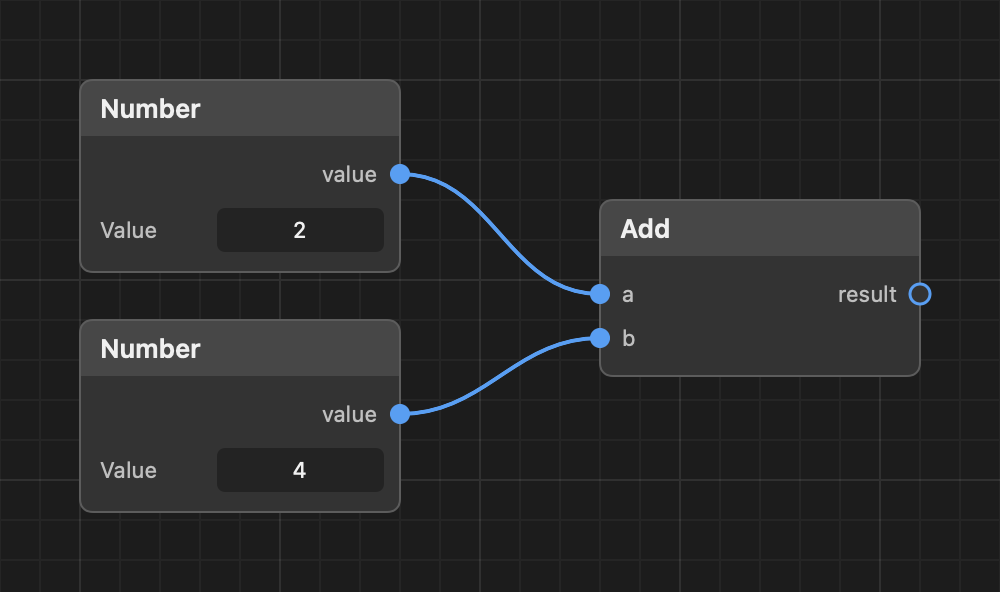 Number
value
Value 2
Add
a result
b
Number
value
Value 4